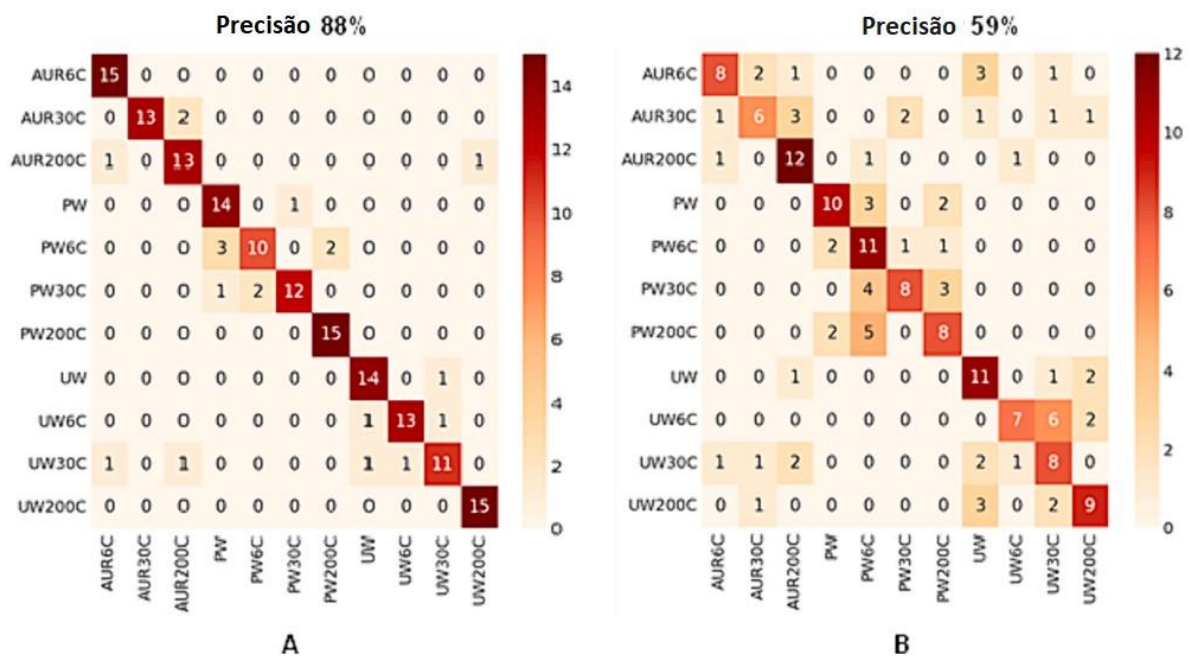 Precisão 88%
AUR6C 15 0 0 0 0 0 0 0 0 0 0
AUR30C 0 13 2 0 0 0 0 0 0 0 0
AUR200C 1 0 13 0 0 0 0 0 0 0 1
PW 0 0 0 14 0 1 0 0 0 0 0
PW6C 0 0 0 3 10 0 2 0 0 0 0
PW30C 0 0 0 1 2 12 0 0 0 0 0
PW200C 0 0 0 0 0 0 15 0 0 0 0
UW 0 0 0 0 0 0 0 14 0 1 0
UW6C 0 0 0 0 0 0 0 1 13 1 0
UW30C 1 0 1 0 0 0 0 1 1 11 0
UW200C 0 0 0 0 0 0 0 0 0 0 15
AUR6C AUR30C AUR200C PW PW6C PW30C PW200C UW UW6C UW30C UW200C
14
12
10
8
6
4
2
0
A
Precisão 59%
AUR6C 8 2 1 0 0 0 0 3 0 1 0
AUR30C 1 6 3 0 0 2 0 1 0 1 1
AUR200C 1 0 12 0 1 0 0 0 1 0 0
PW 0 0 0 10 3 0 2 0 0 0 0
PW6C 0 0 0 2 11 1 1 0 0 0 0
PW30C 0 0 0 0 4 8 3 0 0 0 0
PW200C 0 0 0 2 5 0 8 0 0 0 0
UW 0 0 1 0 0 0 0 11 0 1 2
UW6C 0 0 0 0 0 0 0 0 7 6 2
UW30C 1 1 2 0 0 0 0 2 1 8 0
UW200C 0 1 0 0 0 0 0 3 0 2 9
AUR6C AUR30C AUR200C PW PW6C PW30C PW200C UW UW6C UW30C UW200C
12
10
8
6
4
2
0
B